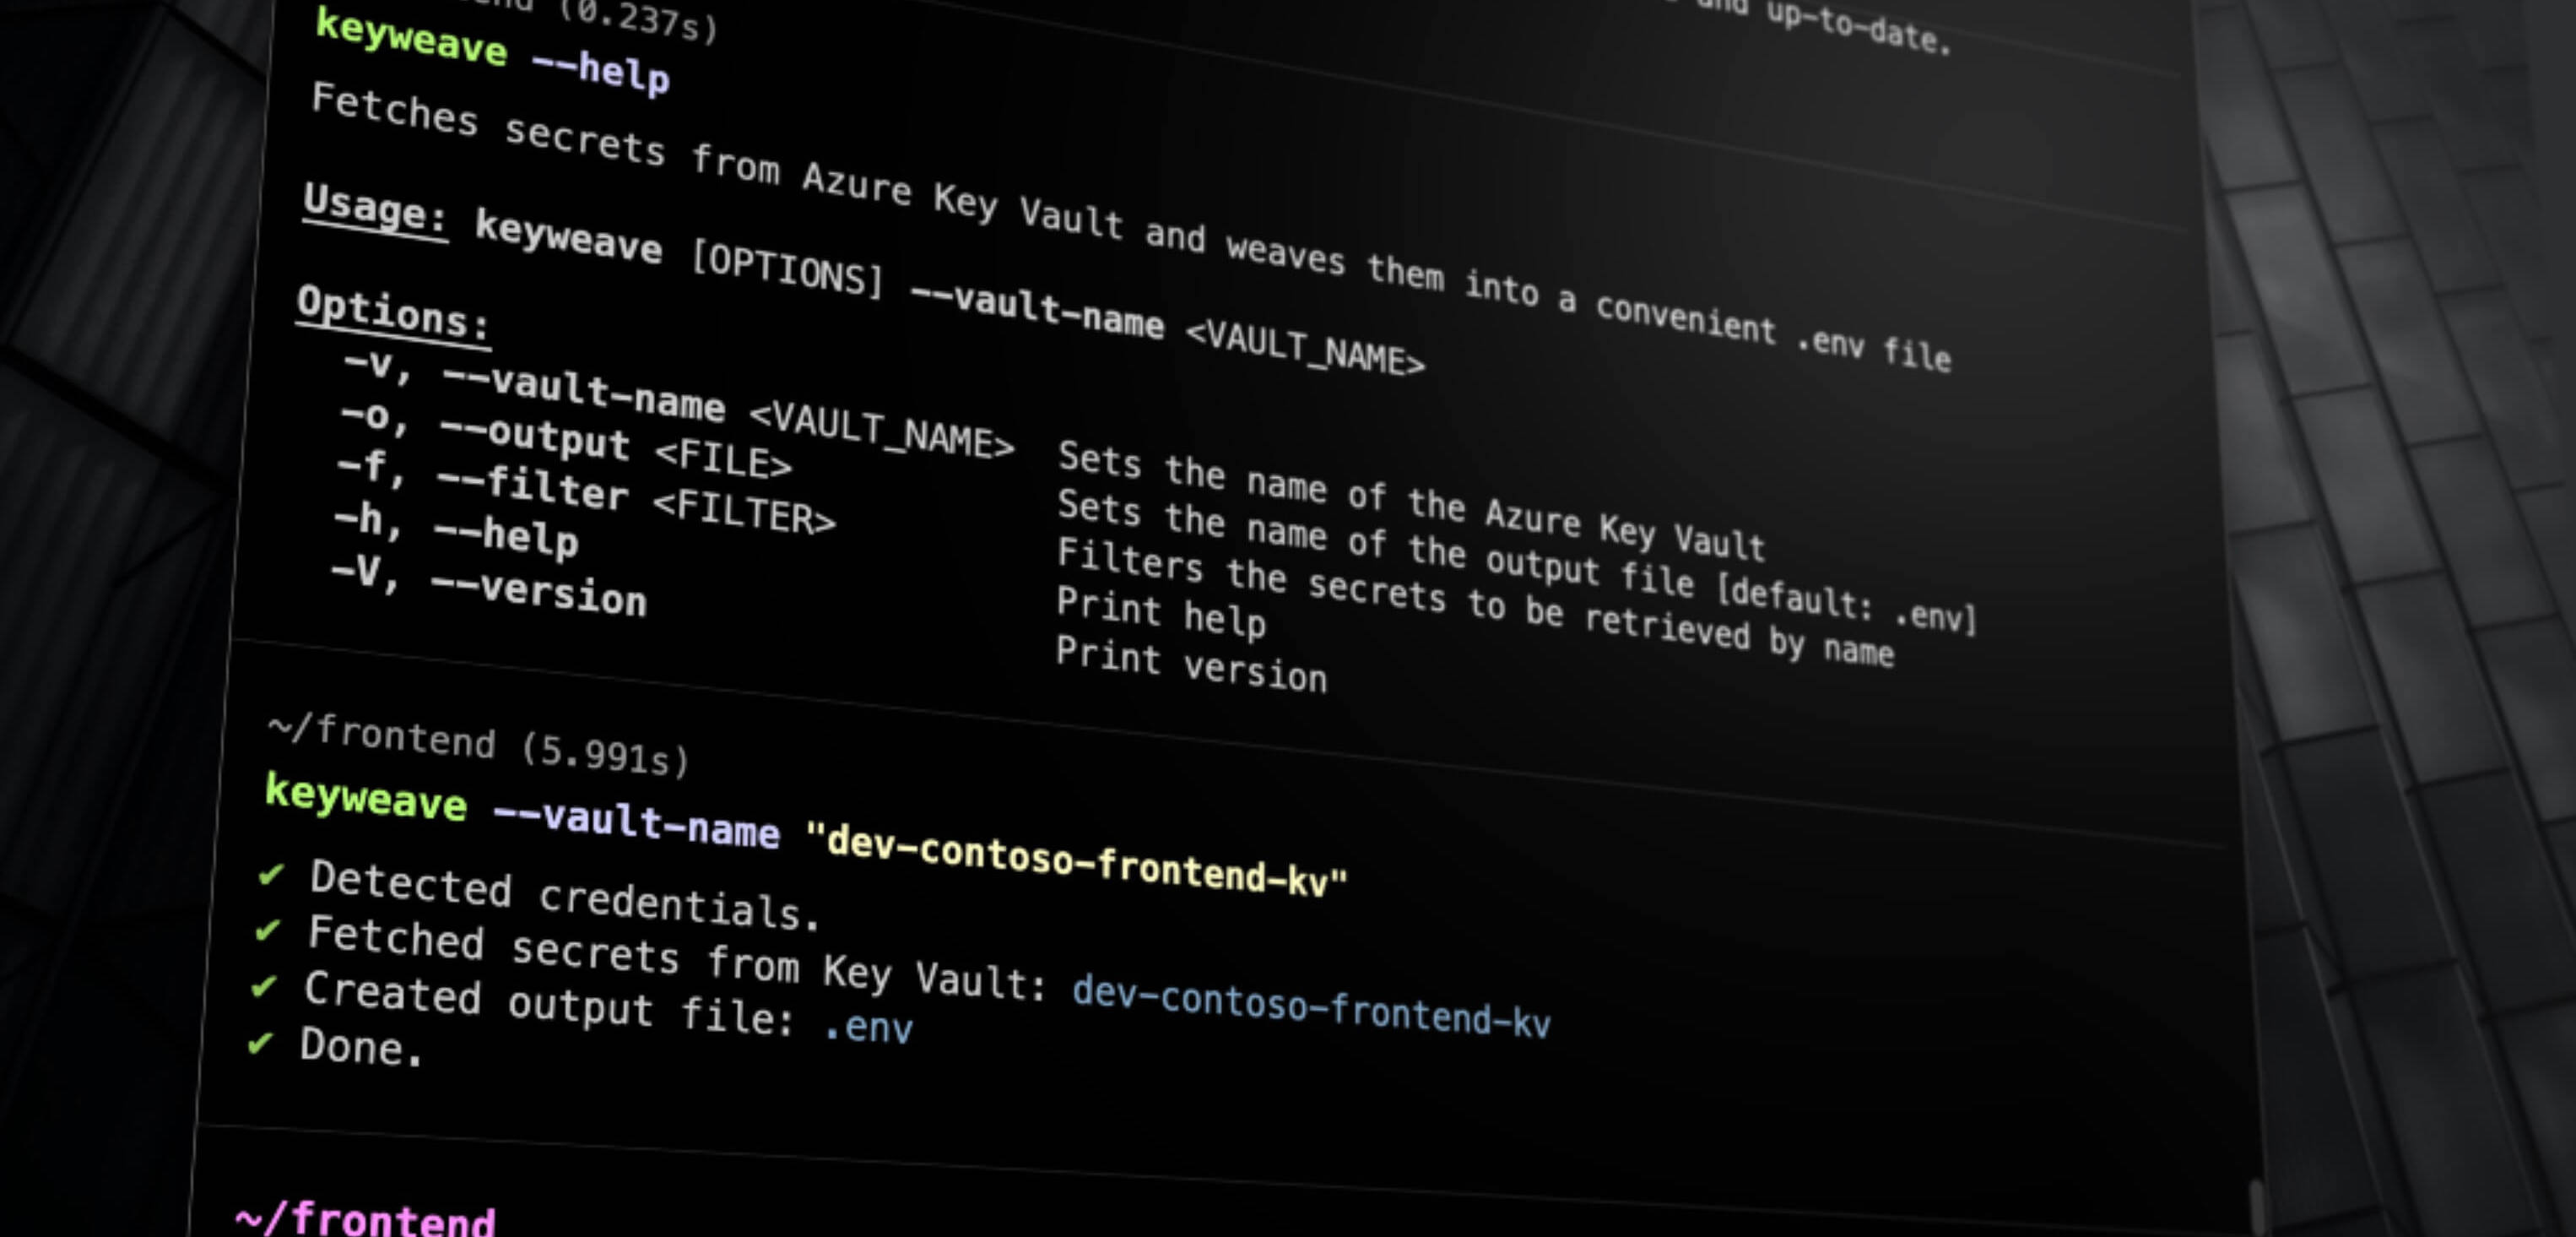 (0.237s)
up-to-date.
keyweave --help
Fetches secrets from Azure Key Vault and weaves them into a convenient .env file
Usage: keyweave [OPTIONS] --vault-name <VAULT_NAME>
Options:
-v, --vault-name <VAULT_NAME> Sets the name of the Azure Key Vault
-o, --output <FILE> Sets the name of the output file [default: .env]
-f, --filter <FILTER> Filters the secrets to be retrieved by name
-h, --help Print help
-V, --version Print version
~/frontend (5.991s)
keyweave --vault-name "dev-contoso-frontend-kv"
✔ Detected credentials.
✔ Fetched secrets from Key Vault: dev-contoso-frontend-kv
✔ Created output file: .env
✔ Done.
~/frontend